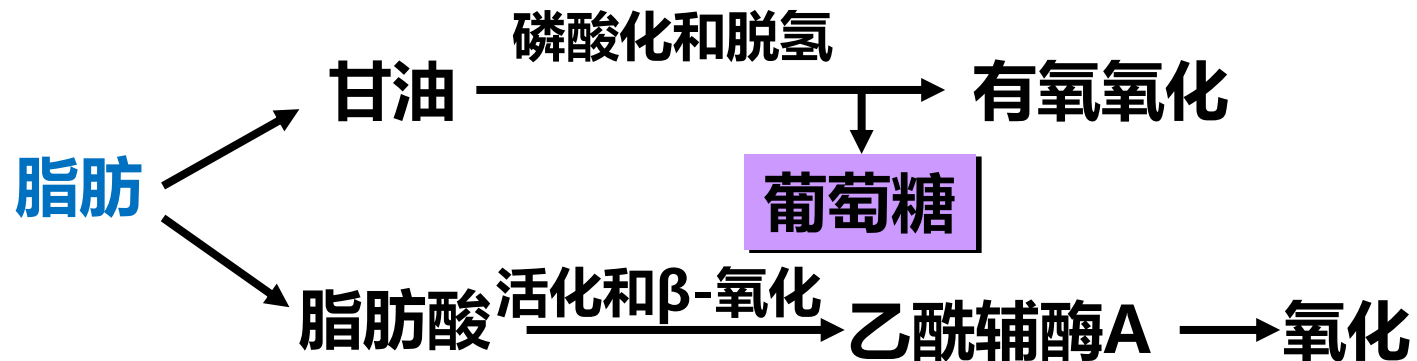 磷酸化和脱氢
甘油
有氧氧化
脂肪
葡萄糖
活化和β-氧化
脂肪酸
乙酰辅酶A
氧化